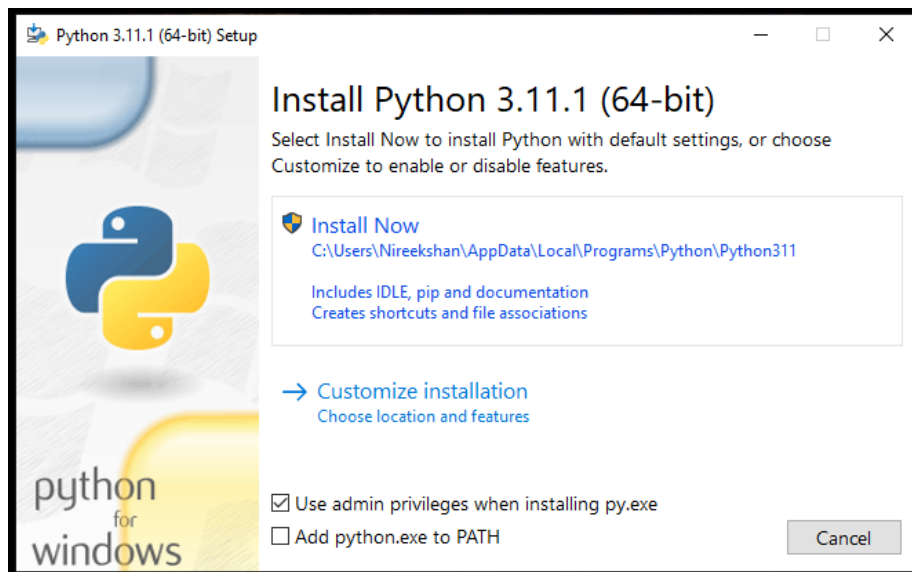 Python 3.11.1 (64-bit) Setup
Install Python 3.11.1 (64-bit)
Select Install Now to install Python with default settings, or choose
Customize to enable or disable features.
Install Now
C:\Users\Nireekshan\AppData\Local\Programs\Python\Python311
Includes IDLE, pip and documentation
Creates shortcuts and file associations
Customize installation
Choose location and features
Use admin privileges when installing py.exe
Add python.exe to PATH
Cancel
python
for
windows